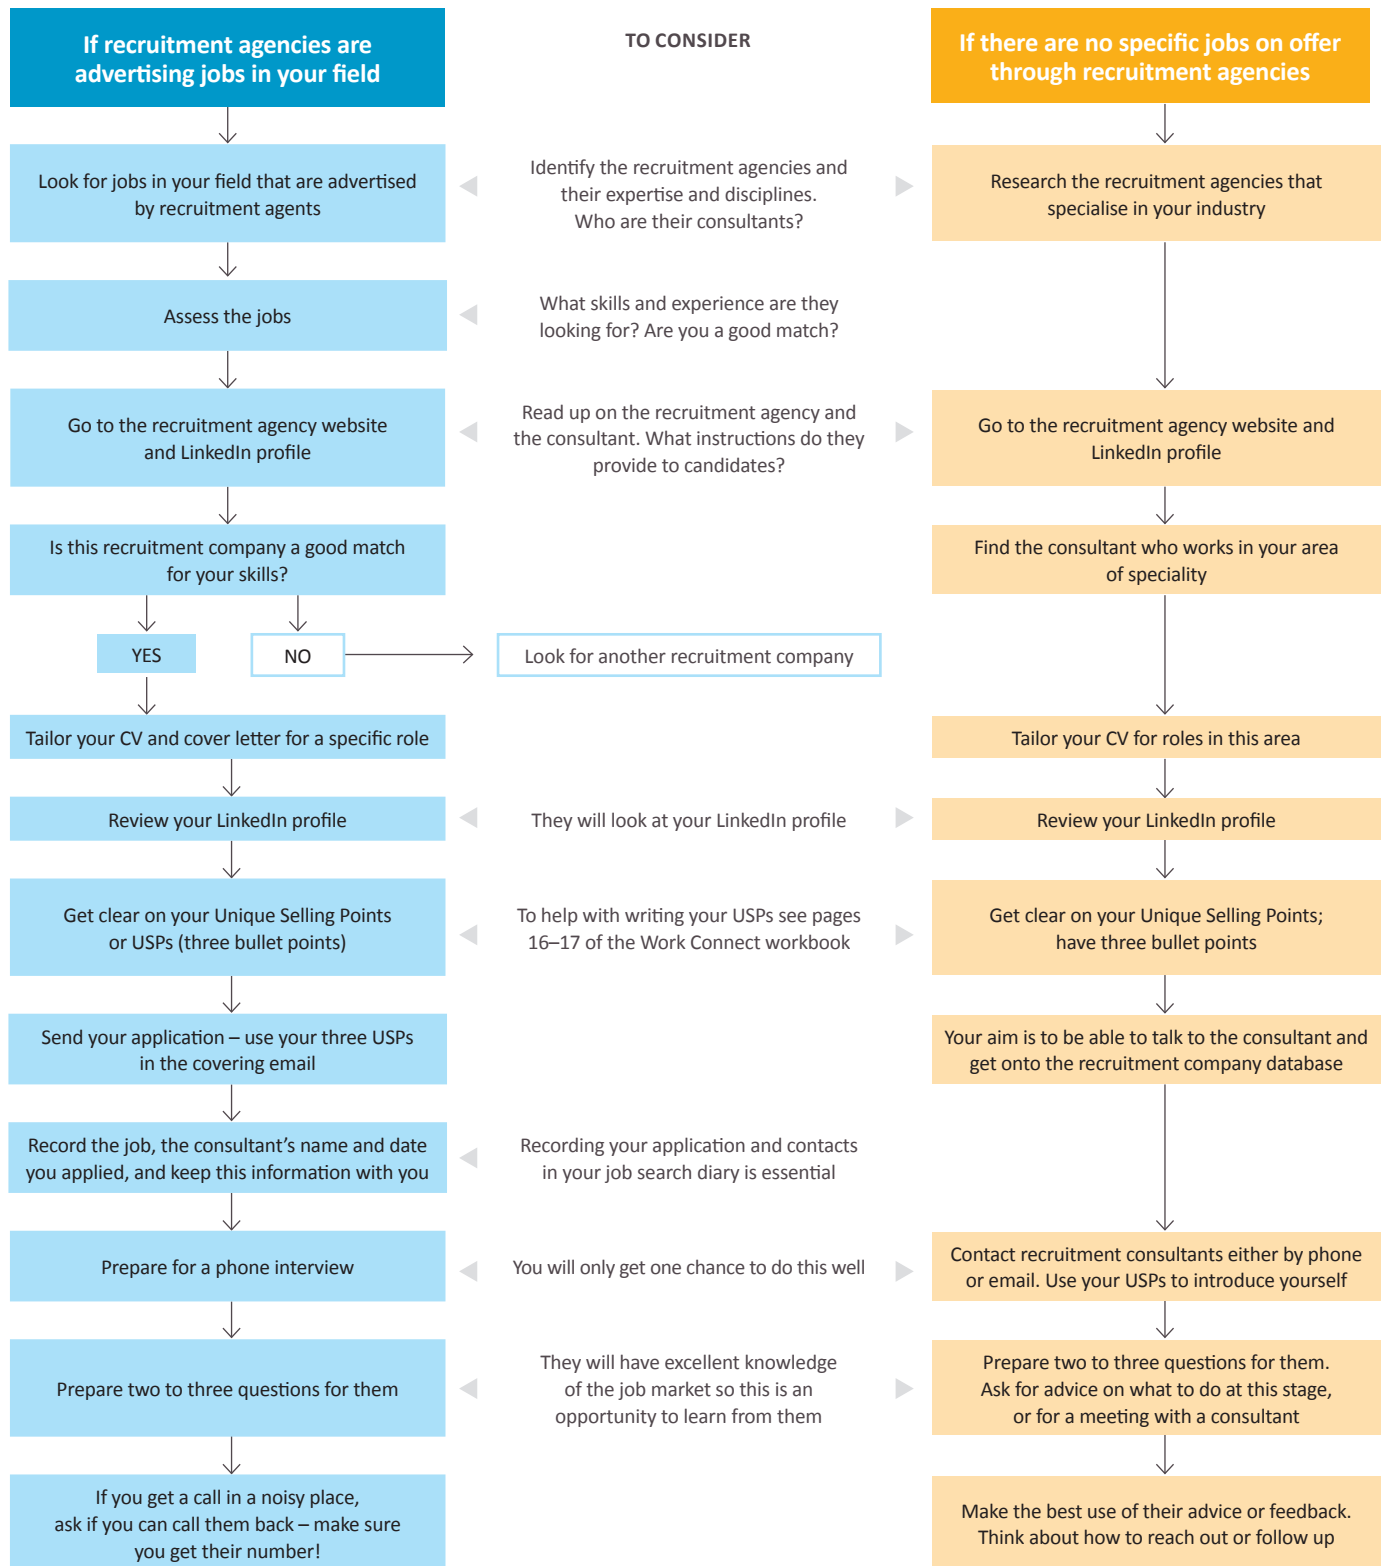 If recruitment agencies are
advertising jobs in your field
TO CONSIDER
If there are no specific jobs on offer
through recruitment agencies
Look for jobs in your field that are advertised
by recruitment agents
Identify the recruitment agencies and
their expertise and disciplines.
Who are their consultants?
Research the recruitment agencies that
specialise in your industry
Assess the jobs
What skills and experience are they
looking for? Are you a good match?
Go to the recruitment agency website
and LinkedIn profile
Read up on the recruitment agency and
the consultant. What instructions do they
provide to candidates?
Go to the recruitment agency website and
LinkedIn profile
Is this recruitment company a good match
for your skills?
Find the consultant who works in your area
of speciality
YES
NO
Look for another recruitment company
Tailor your CV and cover letter for a specific role
Tailor your CV for roles in this area
Review your LinkedIn profile
They will look at your LinkedIn profile
Review your LinkedIn profile
Get clear on your Unique Selling Points
or USPs (three bullet points)
To help with writing your USPs see pages
16–17 of the Work Connect workbook
Get clear on your Unique Selling Points;
have three bullet points
Send your application – use your three USPs
in the covering email
Your aim is to be able to talk to the consultant and
get onto the recruitment company database
Record the job, the consultant’s name and date
you applied, and keep this information with you
Recording your application and contacts
in your job search diary is essential
Prepare for a phone interview
You will only get one chance to do this well
Contact recruitment consultants either by phone
or email. Use your USPs to introduce yourself
Prepare two to three questions for them
They will have excellent knowledge
of the job market so this is an
opportunity to learn from them
Prepare two to three questions for them.
Ask for advice on what to do at this stage,
or for a meeting with a consultant
If you get a call in a noisy place,
ask if you can call them back – make sure
you get their number!
Make the best use of their advice or feedback.
Think about how to reach out or follow up